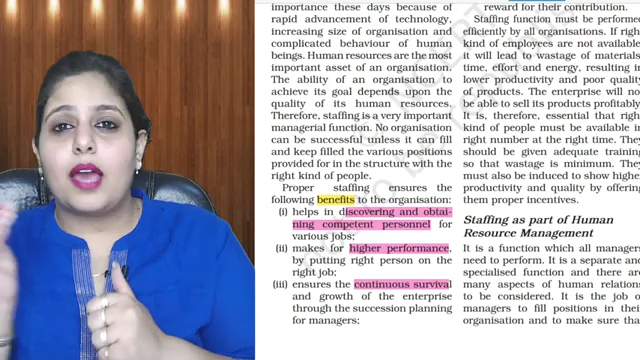 importance these days because of
rapid advancement of technology,
increasing size of organisation and
complicated behaviour of human
beings. Human resources are the most
important asset of an organisation.
The ability of an organisation to
achieve its goal depends upon the
quality of its human resources.
Therefore, staffing is a very important
managerial function. No organisation
can be successful unless it can fill
and keep filled the various positions
provided for in the structure with the
right kind of people.
Proper staffing ensures the
following benefits to the organisation:
(i) helps in discovering and obtai-
ning competent personnel for
various jobs;
(ii) makes for higher performance,
by putting right person on the
right job;
(iii) ensures the continuous survival
and growth of the enterprise
through the succession planning
for managers;
reward for their contribution.
Staffing function must be performed
efficiently by all organisations. If right
kind of employees are not available
it will lead to wastage of materials
time, effort and energy, resulting in
lower productivity and poor quality
of products. The enterprise will no
be able to sell its products profitably
It is, therefore, essential that righ
kind of people must be available in
right number at the right time. They
should be given adequate training
so that wastage is minimum. They
must also be induced to show highe
productivity and quality by offering
them proper incentives.
Staffing as part of Human
Resource Management
It is a function which all managers
need to perform. It is a separate and
specialised function and there are
many aspects of human relations
to be considered. It is the job of
managers to fill positions in their
organisation and to make sure tha